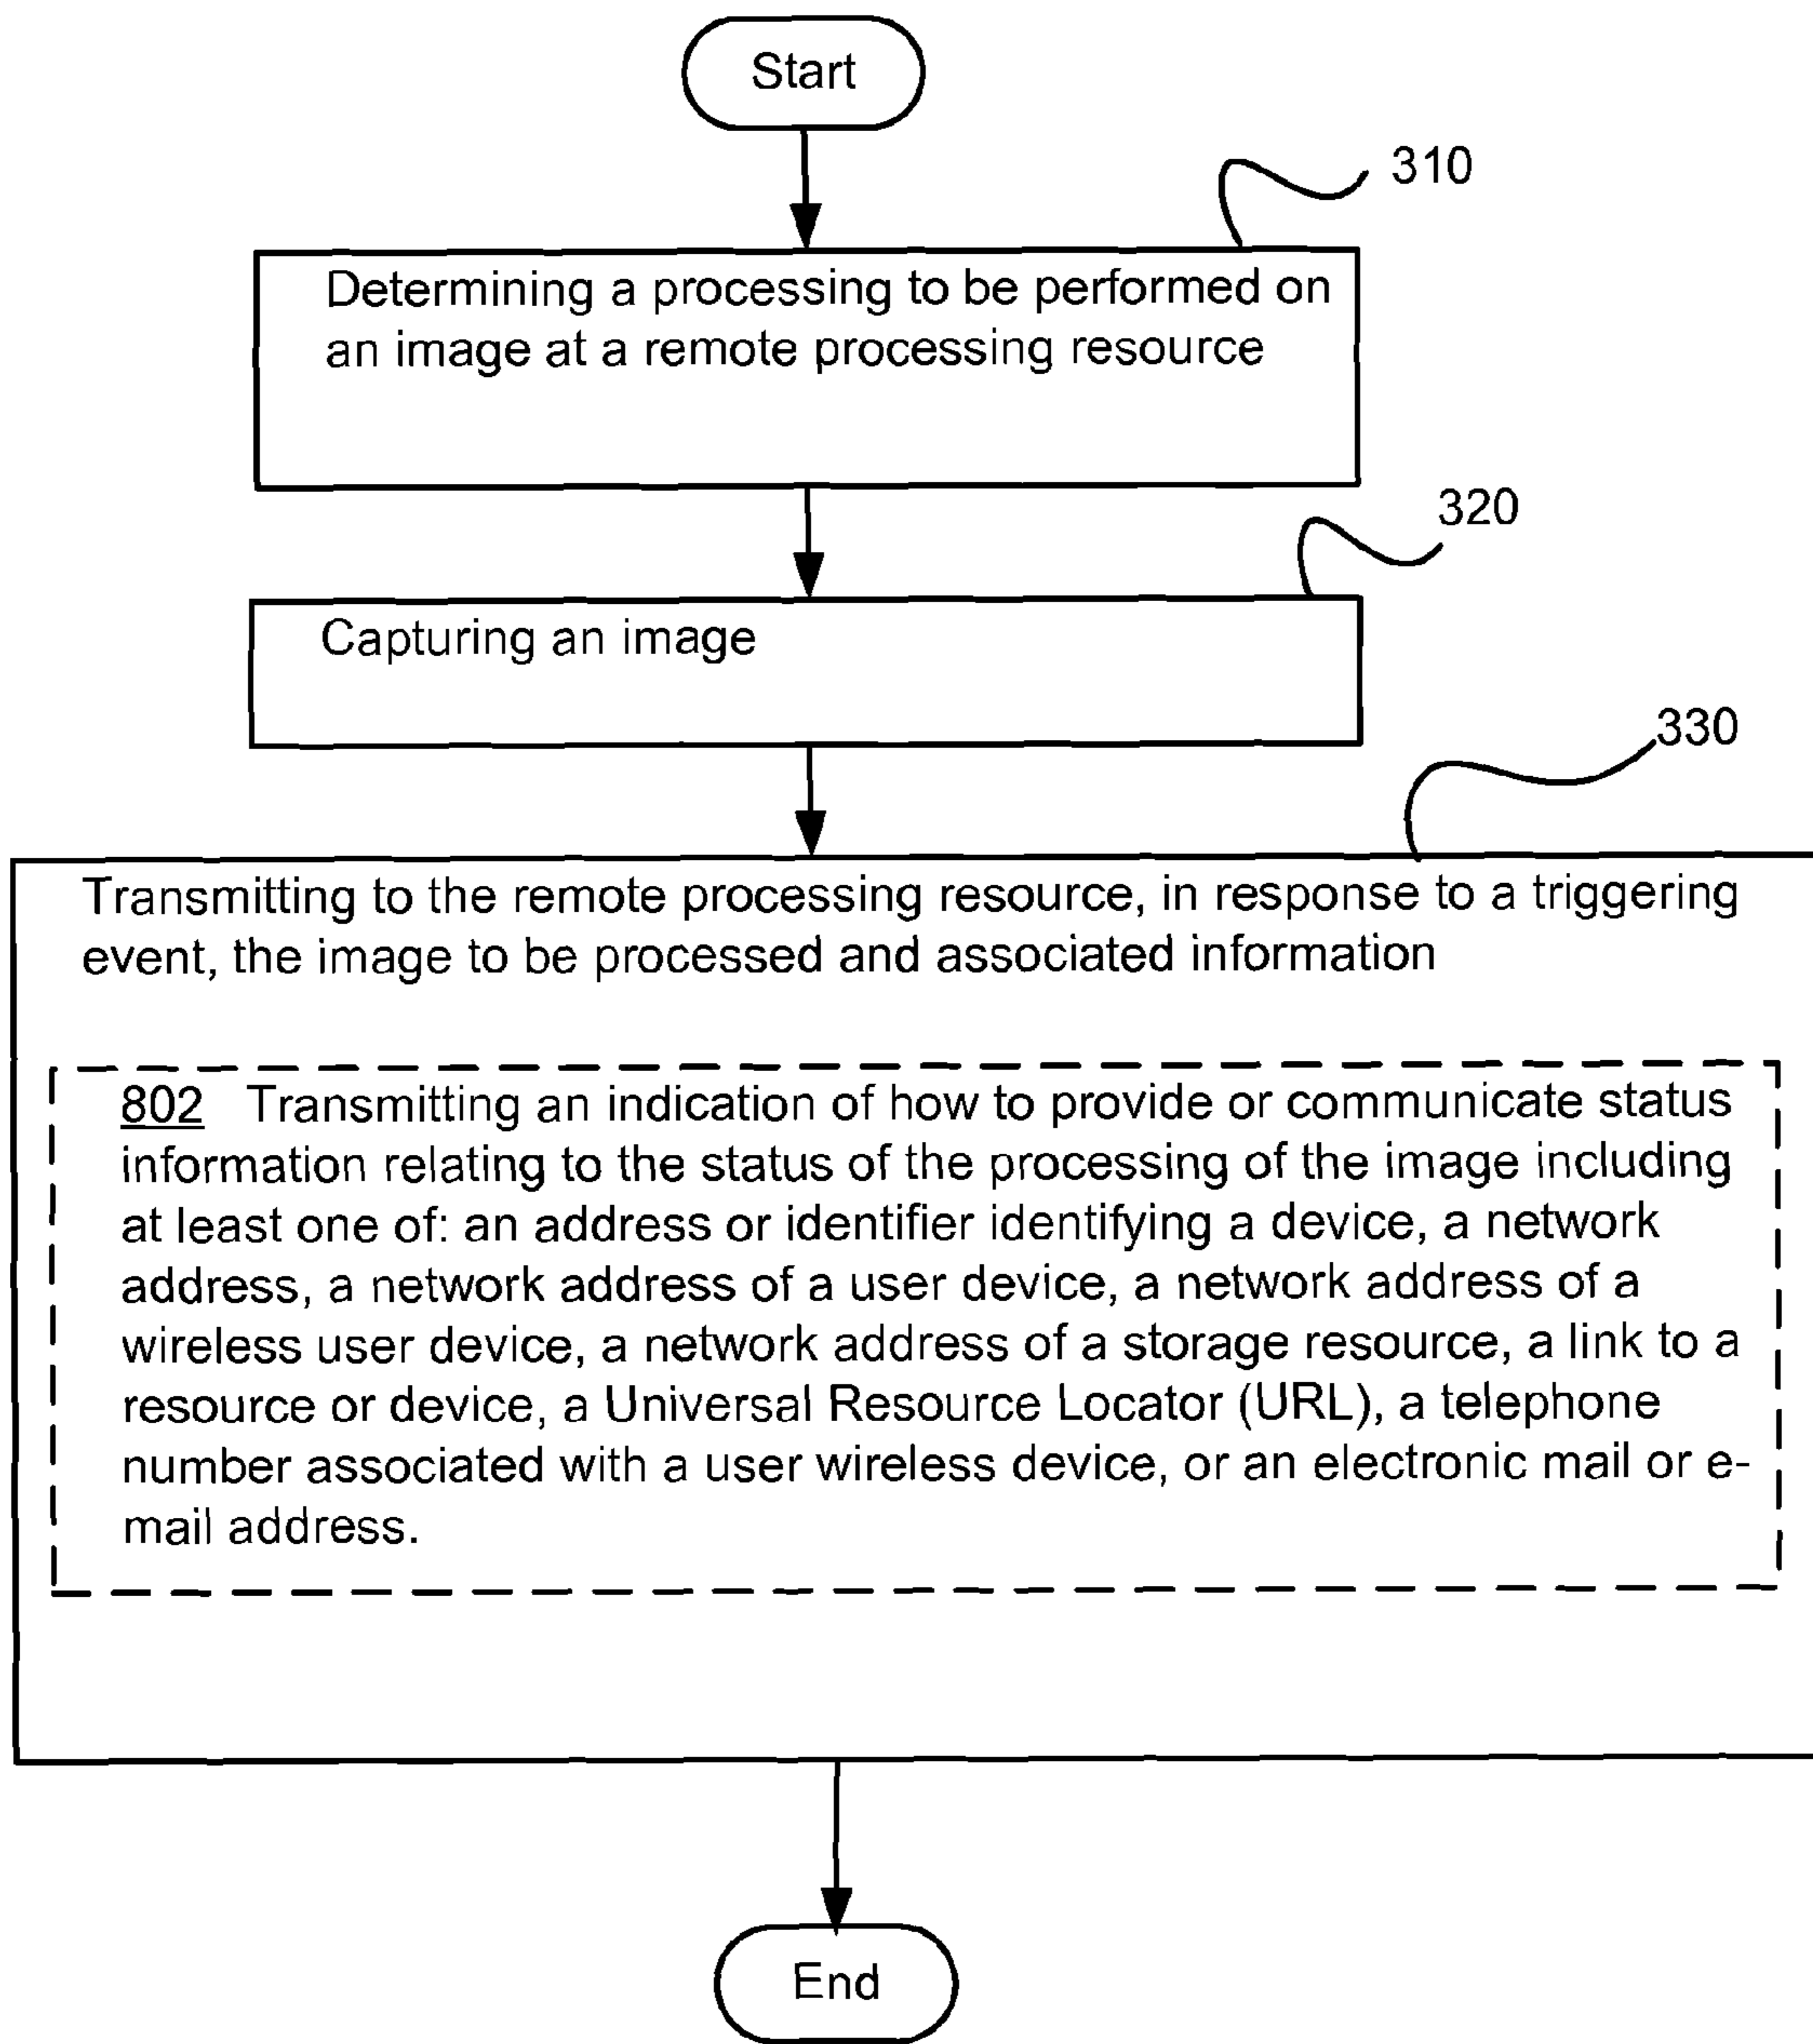 Start
310
Determining a processing to be performed on
an image at a remote processing resource
320
Capturing an image
330
Transmitting to the remote processing resource, in response to a triggering
event, the image to be processed and associated information
802 Transmitting an indication of how to provide or communicate status
information relating to the status of the processing of the image including
at least one of: an address or identifier identifying a device, a network
address, a network address of a user device, a network address of a
wireless user device, a network address of a storage resource, a link to a
resource or device, a Universal Resource Locator (URL), a telephone
number associated with a user wireless device, or an electronic mail or e-
mail address.
End